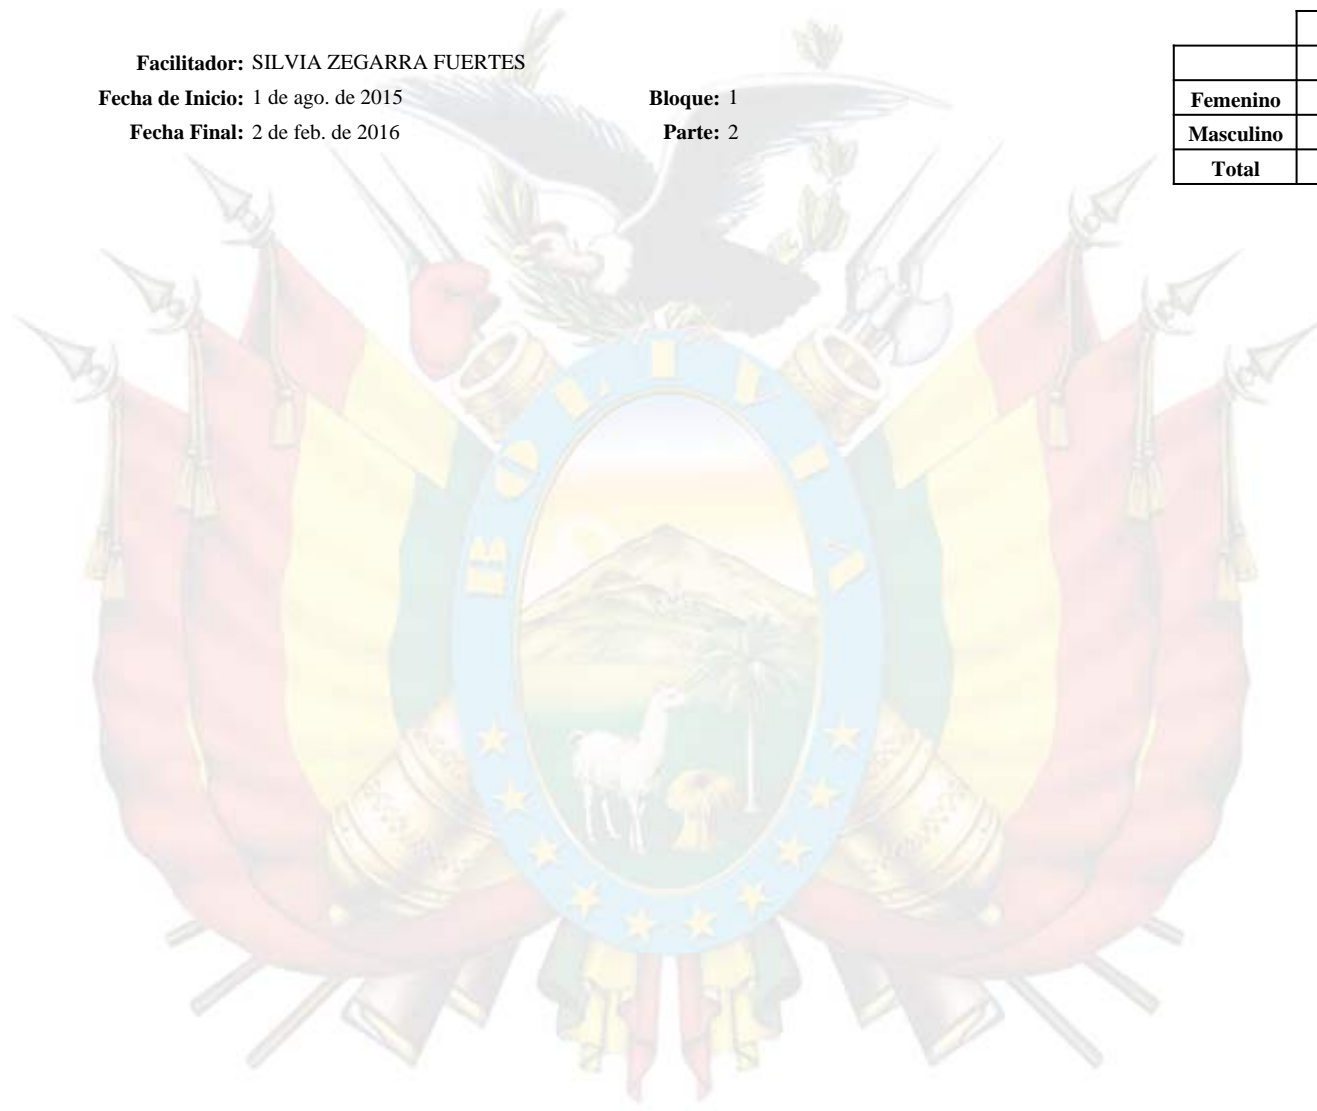 Facilitador: SILVIA ZEGARRA FUERTES
Fecha de Inicio: 1 de ago. de 2015 Bloque: 1
Fecha Final: 2 de feb. de 2016 Parte: 2
Femenino
Masculino
Total
BOLIVIA